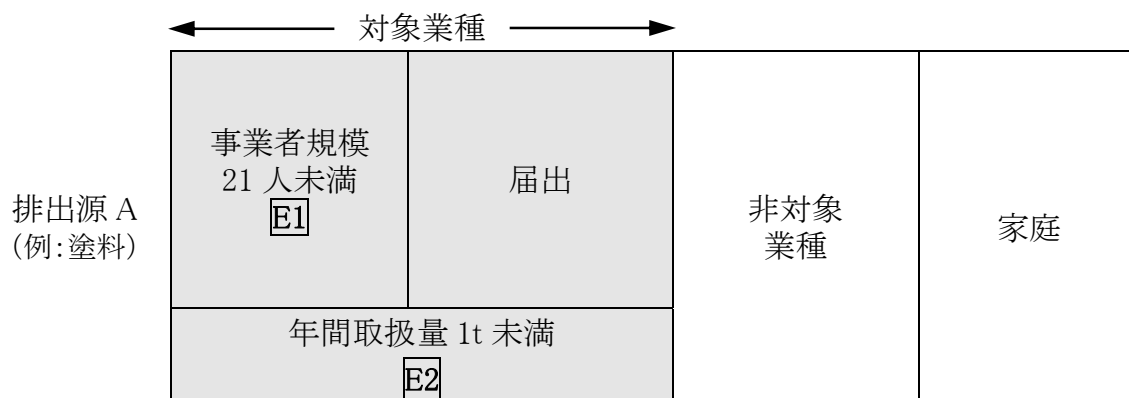 対象業種
事業者規模
21 人未満
E1
届出
排出源 A
(例:塗料)
非対象
業種
家庭
年間取扱量 1t 未満
E2